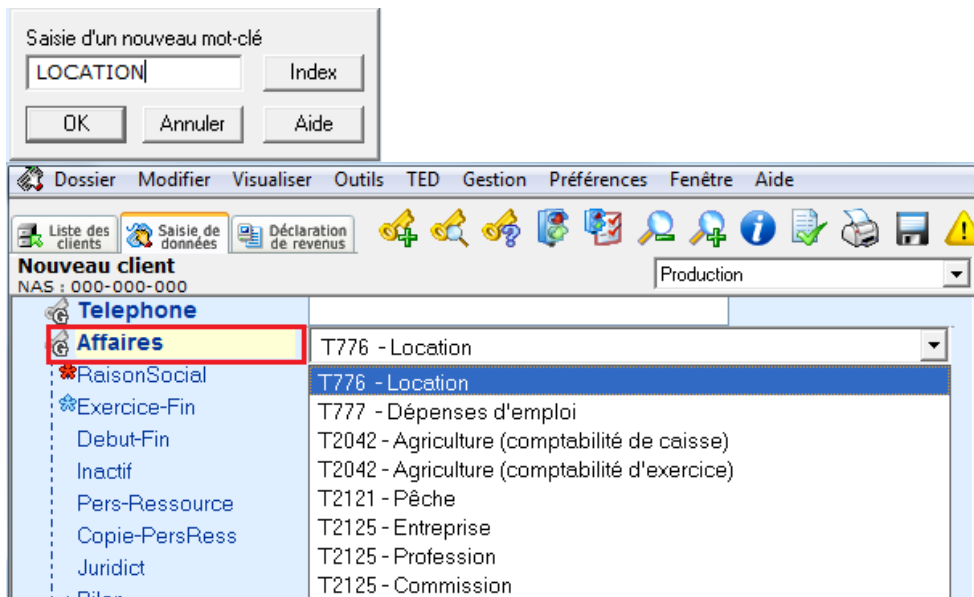 Saisie d'un nouveau mot-clé
LOCATION
Index
OK
Annuler
Aide
Dossier Modifier Visualiser Outils TED Gestion Préférences Fenêtre Aide
Liste des clients
Saisie de données
Déclaration de revenus
Nouveau client
NAS : 000-000-000
Production
Telephone
Affaires
T776 - Location
RaisonSocial
T776 - Location
Exercice-Fin
T777 - Dépenses d'emploi
Debut-Fin
T2042 - Agriculture (comptabilité de caisse)
Inactif
T2042 - Agriculture (comptabilité d'exercice)
Pers-Ressource
T2121 - Pêche
Copie-PersRess
T2125 - Entreprise
Juridict
T2125 - Profession
Bilan
T2125 - Commission